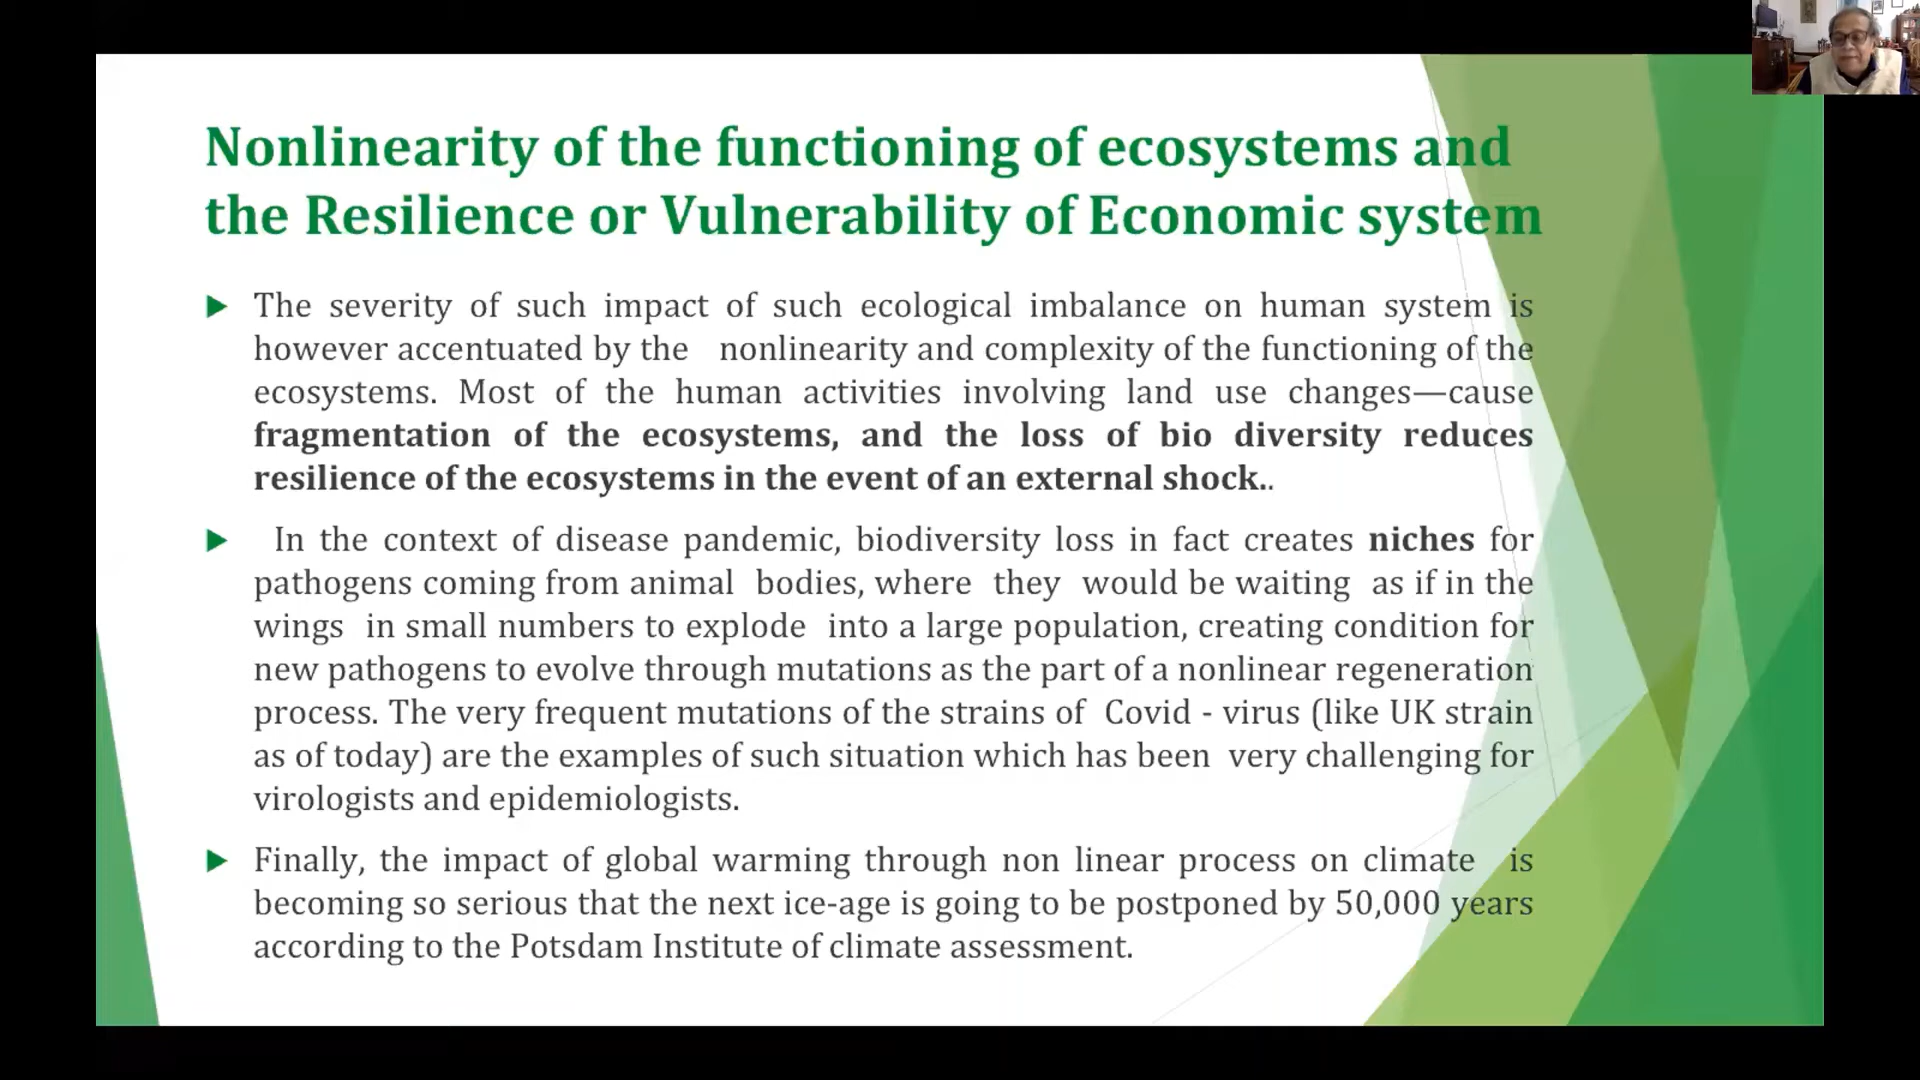 Nonlinearity of the functioning of ecosystems and
the Resilience or Vulnerability of Economic system
The severity of such impact of such ecological imbalance on human system is
however accentuated by the nonlinearity and complexity of the functioning of the
ecosystems. Most of the human activities involving land use changes—cause
fragmentation of the ecosystems, and the loss of bio diversity reduces
resilience of the ecosystems in the event of an external shock..
In the context of disease pandemic, biodiversity loss in fact creates niches for
pathogens coming from animal bodies, where they would be waiting as if in the
wings in small numbers to explode into a large population, creating condition for
new pathogens to evolve through mutations as the part of a nonlinear regeneration
process. The very frequent mutations of the strains of Covid - virus (like UK strain
as of today) are the examples of such situation which has been very challenging for
virologists and epidemiologists.
Finally, the impact of global warming through non linear process on climate is
becoming so serious that the next ice-age is going to be postponed by 50,000 years
according to the Potsdam Institute of climate assessment.